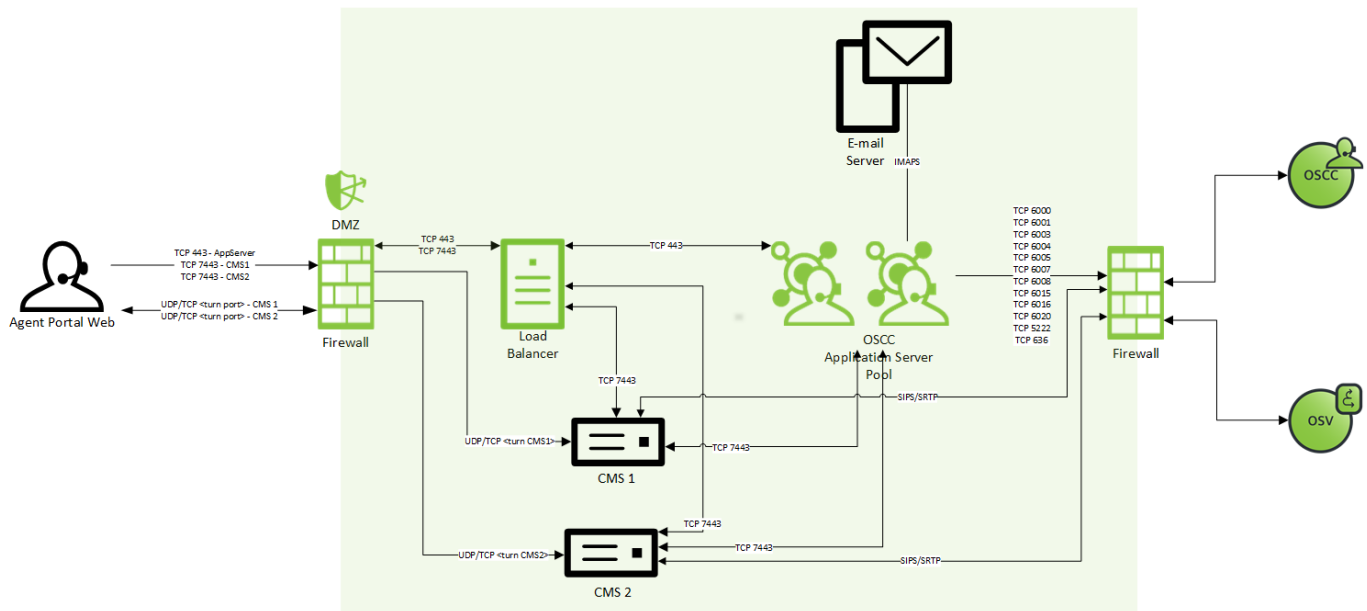 E-mail
Server
IMAPS
OSCC
DMZ
TCP 443 - AppServer
TCP 7443 - CMS1
TCP 7443 - CMS2
UDP/TCP <turn port> - CMS 1
UDP/TCP <turn port> - CMS 2
Agent Portal Web
Firewall
TCP 443
TCP 7443
Load
Balancer
TCP 443
OSCC
Application Server
Pool
TCP 6000
TCP 6001
TCP 6003
TCP 6004
TCP 6005
TCP 6007
TCP 6008
TCP 6015
TCP 6016
TCP 6020
TCP 5222
TCP 636
Firewall
TCP 7443
SIPS/SRTP
OSV
UDP/TCP <turn CMS1>
TCP 7443
CMS 1
TCP 7443
TCP 7443
UDP/TCP <turn CMS2>
SIPS/SRTP
CMS 2